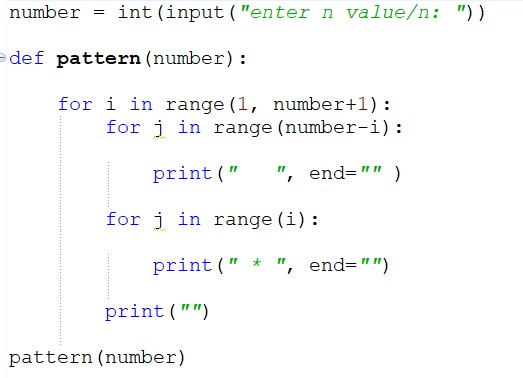 number = int(input("enter n value/n: "))
def pattern(number):
    for i in range(1, number+1):
        for j in range(number-i):
            print("   ", end="" )
        for j in range(i):
            print(" * ", end="")
        print("")
pattern(number)